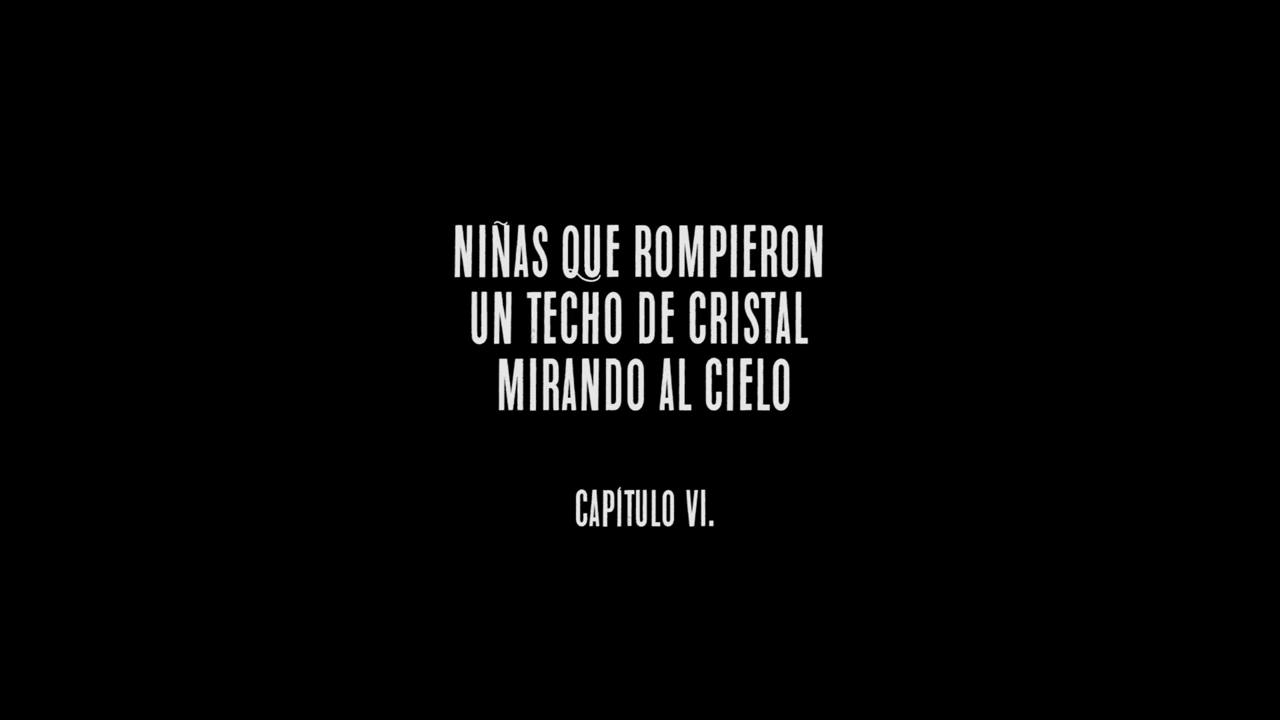 NIÑAS QUE ROMPIERON
UN TECHO DE CRISTAL
MIRANDO AL CIELO
CAPÍTULO VI.